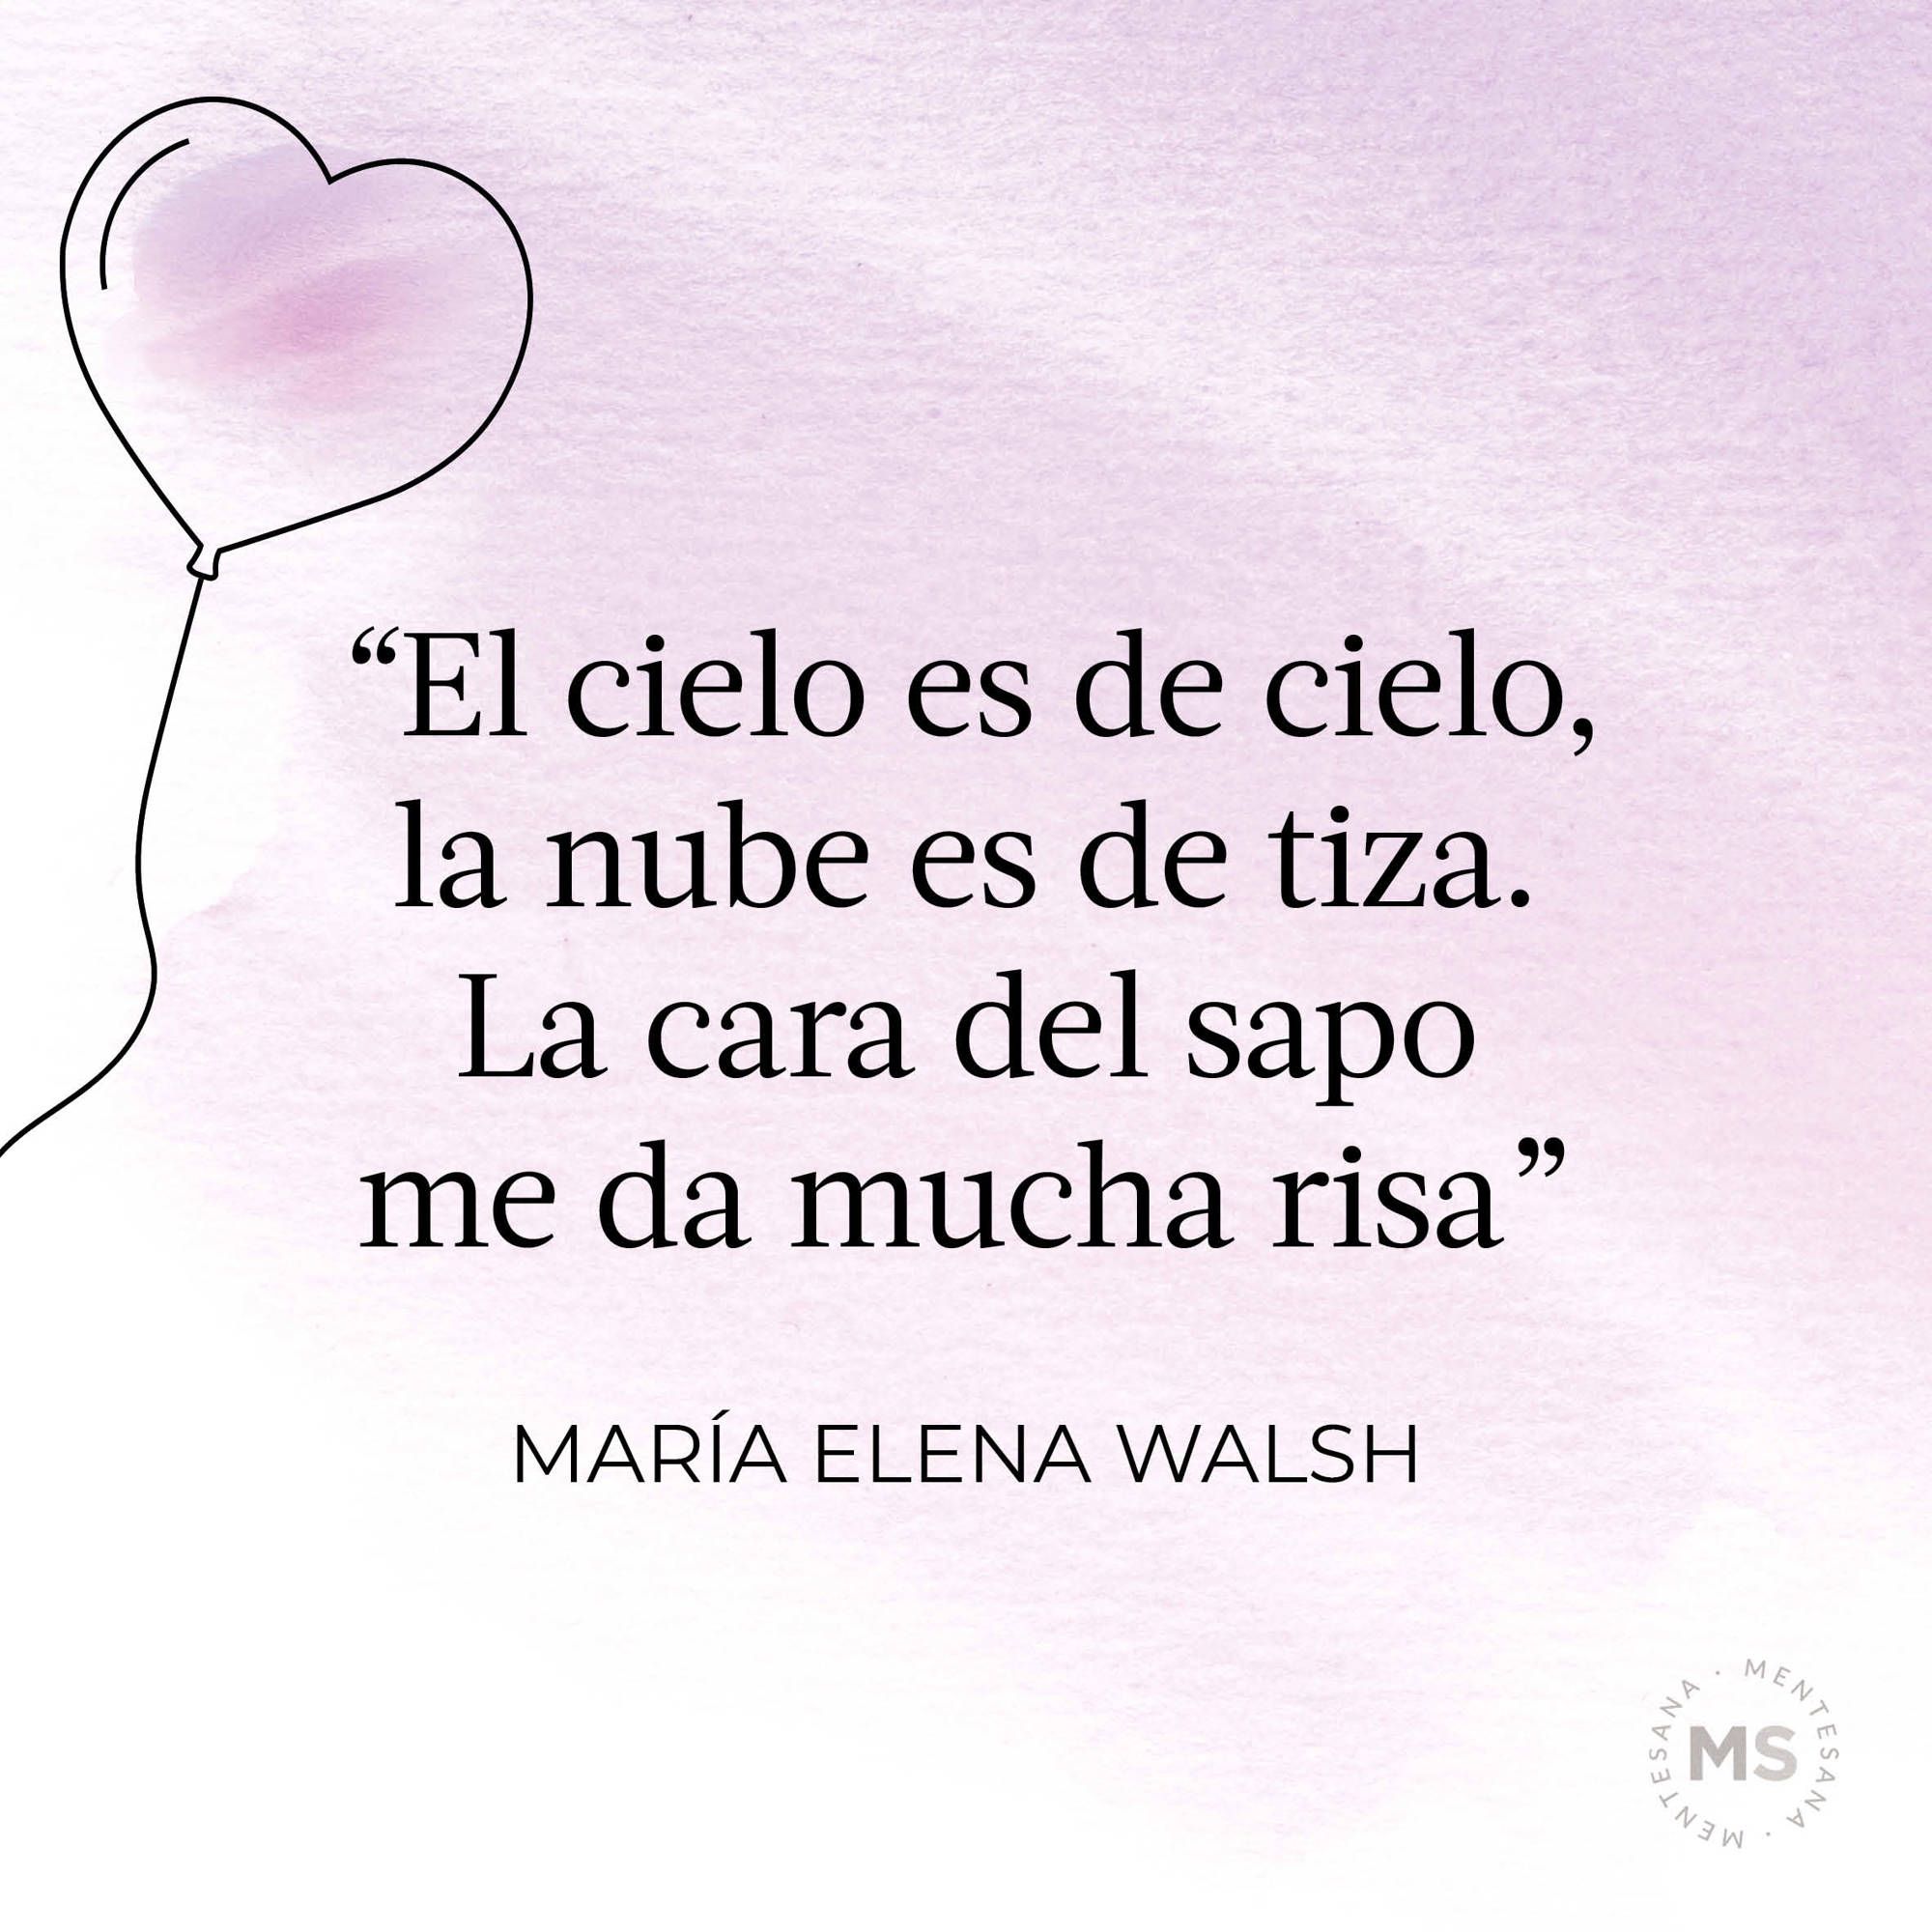 “El cielo es de cielo,
la nube es de tiza.
La cara del sapo
me da mucha risa”
MARÍA ELENA WALSH
MENTESANA · MENTESANA ·
MS